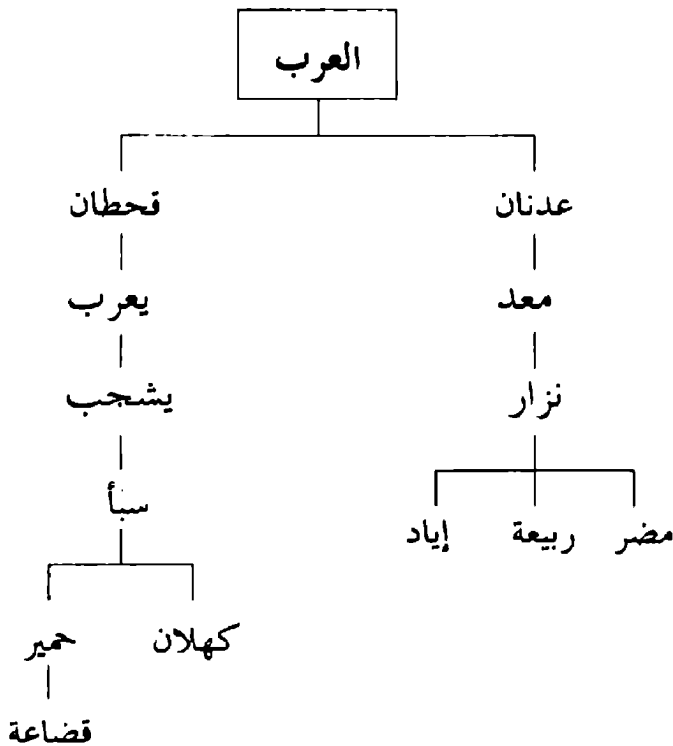 العرب
عدنان
قحطان
معد
يعرب
نزار
يشجب
مضر
ربيعة
إياد
سبأ
كهلان
حمير
قضاعة